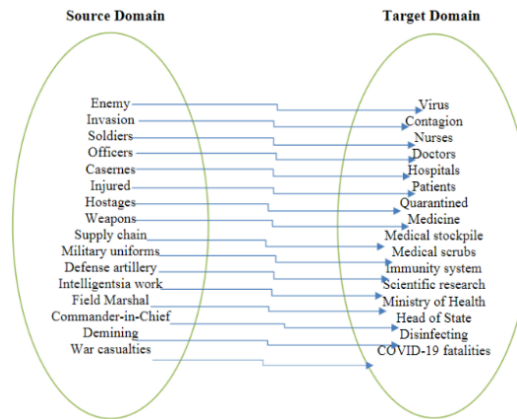 Source Domain
Target Domain
Enemy
Invasion
Soldiers
Officers
Casernes
Injured
Hostages
Weapons
Supply chain
Military uniforms
Defense artillery
Intelligentsia work
Field Marshal
Commander-in-Chief
Demining
War casualties
Virus
Contagion
Nurses
Doctors
Hospitals
Patients
Quarantined
Medicine
Medical stockpile
Medical scrubs
Immunity system
Scientific research
Ministry of Health
Head of State
Disinfecting
COVID-19 fatalities